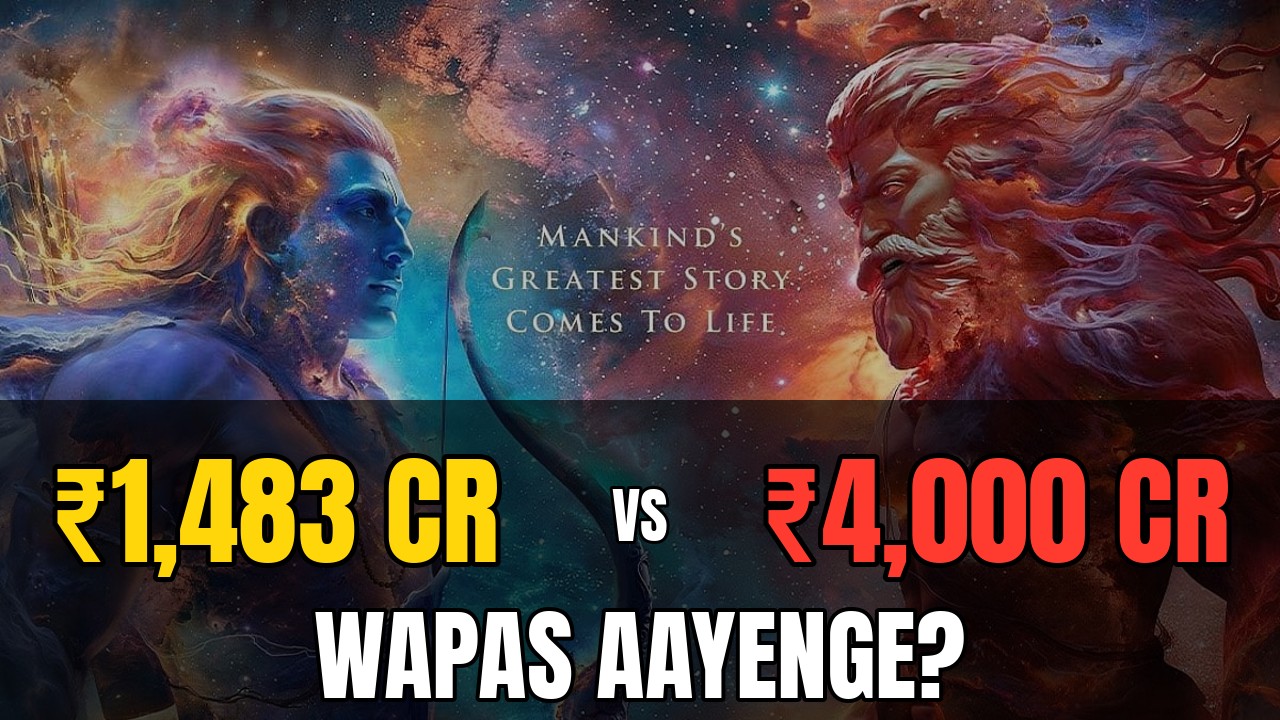 MANKIND'S
GREATEST STORY
COMES TO LIFE
₹1,483 CR VS ₹4,000 CR
WAPAS AAYENGE?